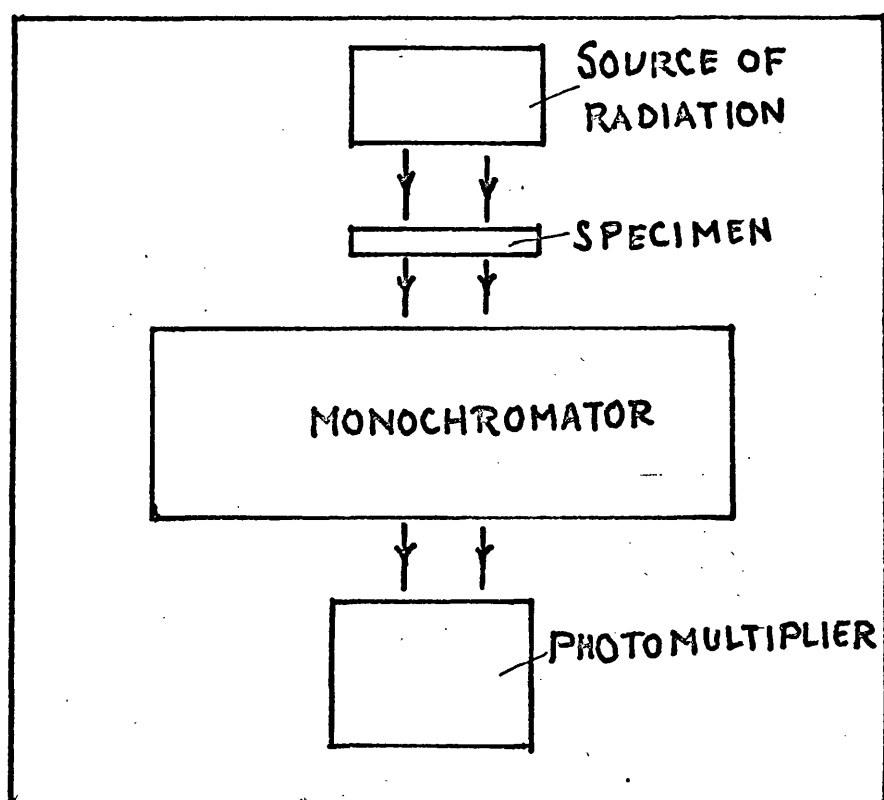 SOURCE OF
RADIATION
SPECIMEN
MONOCHROMATOR
PHOTOMULTIPLIER